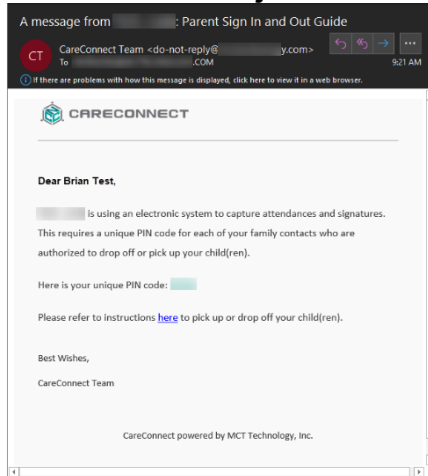 A message from : Parent Sign In and Out Guide
CT
CareConnect Team <do-not-reply@ y.com>
To .COM
9:21 AM
If there are problems with how this message is displayed, click here to view it in a web browser.
CARECONNECT
Dear Brian Test,
is using an electronic system to capture attendances and signatures.
This requires a unique PIN code for each of your family contacts who are
authorized to drop off or pick up your child(ren).
Here is your unique PIN code:
Please refer to instructions here to pick up or drop off your child(ren).
Best Wishes,
CareConnect Team
CareConnect powered by MCT Technology, Inc.